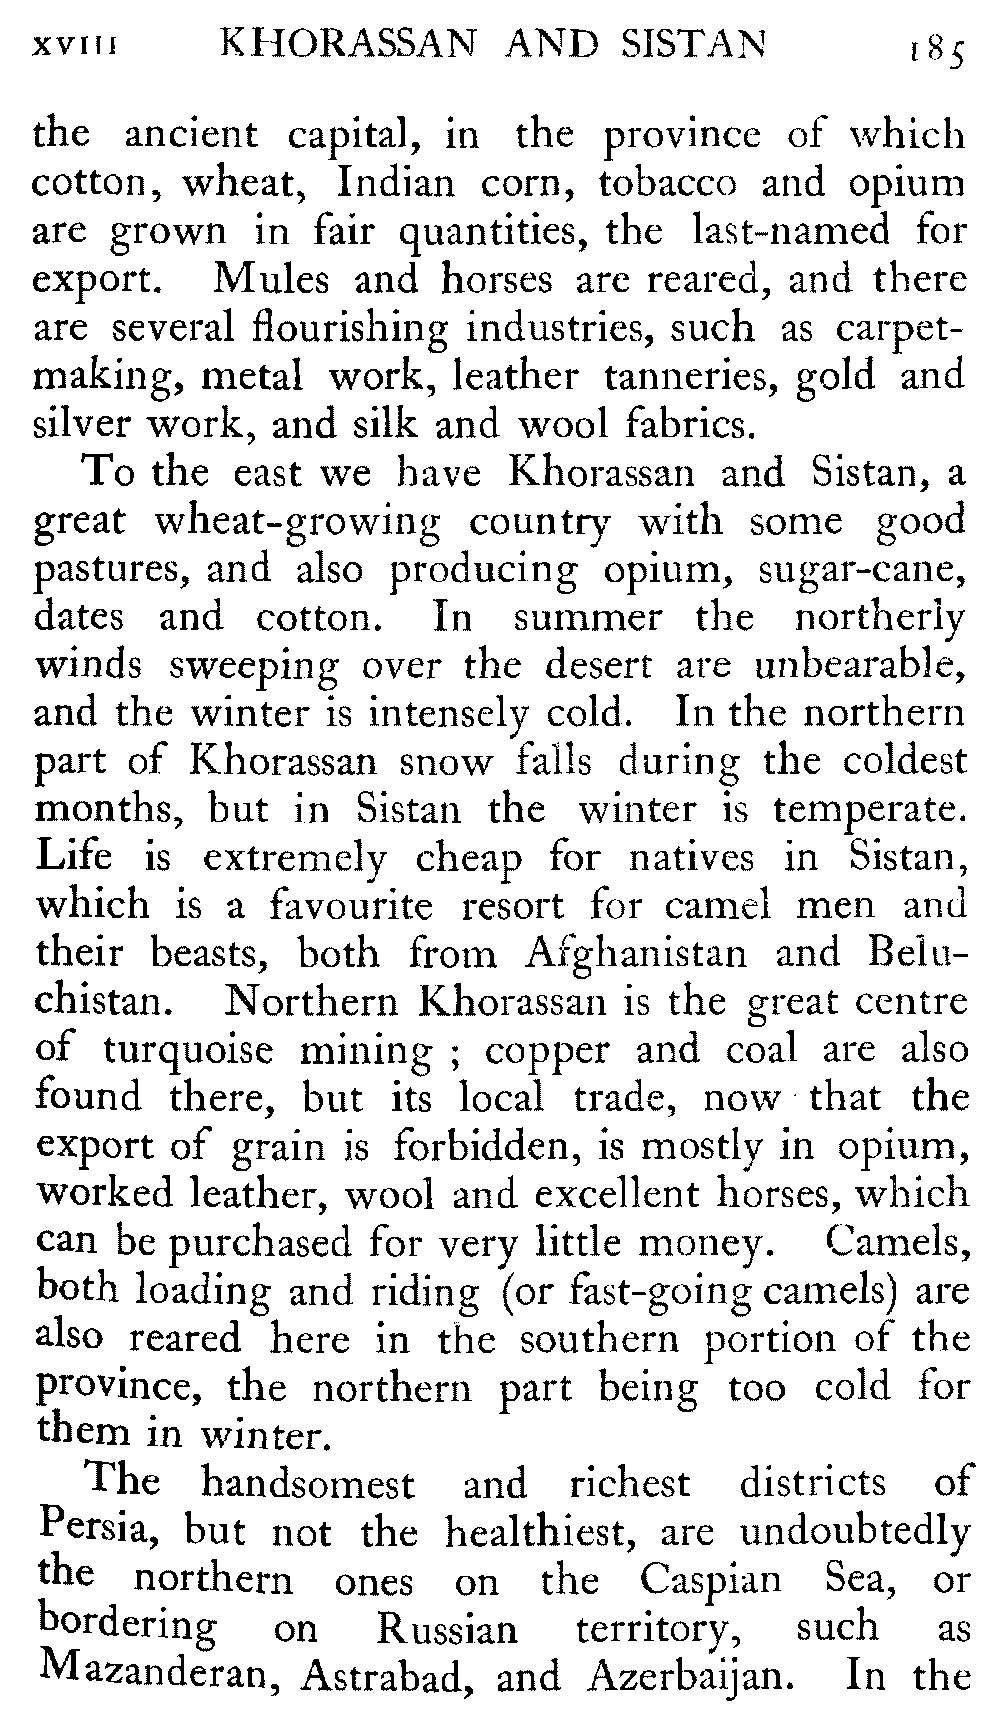 XVIII KHORASSAN AND SISTAN 185
the ancient capital, in the province of which
cotton, wheat, Indian corn, tobacco and opium
are grown in fair quantities, the last-named for
export. Mules and horses are reared, and there
are several flourishing industries, such as carpet-
making, metal work, leather tanneries, gold and
silver work, and silk and wool fabrics.
To the east we have Khorassan and Sistan, a
great wheat-growing country with some good
pastures, and also producing opium, sugar-cane,
dates and cotton. In summer the northerly
winds sweeping over the desert are unbearable,
and the winter is intensely cold. In the northern
part of Khorassan snow falls during the coldest
months, but in Sistan the winter is temperate.
Life is extremely cheap for natives in Sistan,
which is a favourite resort for camel men and
their beasts, both from Afghanistan and Belu-
chistan. Northern Khorassan is the great centre
of turquoise mining ; copper and coal are also
found there, but its local trade, now that the
export of grain is forbidden, is mostly in opium,
worked leather, wool and excellent horses, which
can be purchased for very little money. Camels,
both loading and riding (or fast-going camels) are
also reared here in the southern portion of the
province, the northern part being too cold for
them in winter.
The handsomest and richest districts of
Persia, but not the healthiest, are undoubtedly
the northern ones on the Caspian Sea, or
bordering on Russian territory, such as
Mazanderan, Astrabad, and Azerbaijan. In the